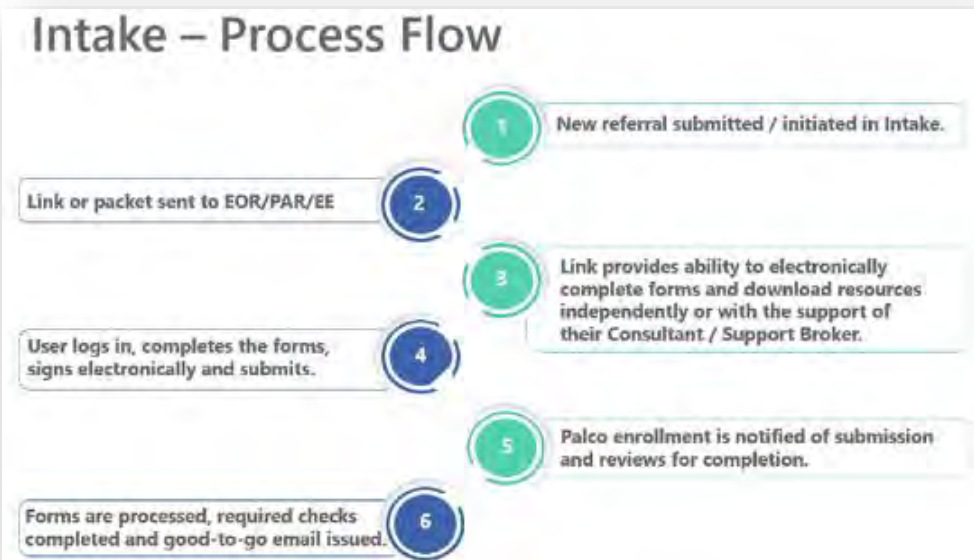 Intake – Process Flow
1
New referral submitted / initiated in Intake.
2
Link or packet sent to EOR/PAR/EE
3
Link provides ability to electronically
complete forms and download resources
independently or with the support of
their Consultant / Support Broker.
4
User logs in, completes the forms,
signs electronically and submits.
5
Palco enrollment is notified of submission
and reviews for completion.
6
Forms are processed, required checks
completed and good-to-go email issued.